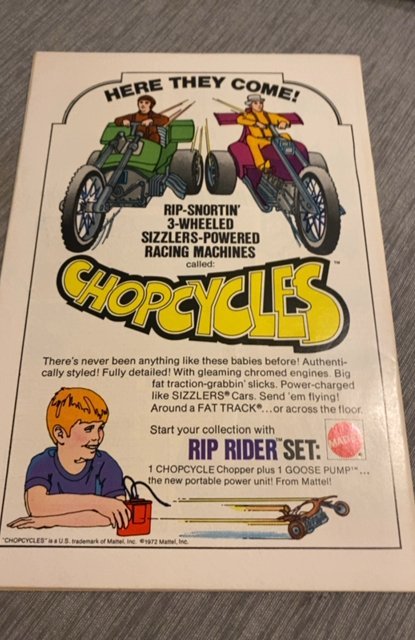 HERE THEY COME!
RIP-SNORTIN'
3-WHEELED
SIZZLERS-POWERED
RACING MACHINES
called:
CHOPCYCLES™
There's never been anything like these babies before! Authenti-
cally styled! Fully detailed! With gleaming chromed engines. Big
fat traction-grabbin' slicks. Power-charged
like SIZZLERS® Cars. Send 'em flying!
Around a FAT TRACK®...or across the floor.
Start your collection with
RIP RIDER™ SET:
MATTEL
1 CHOPCYCLE Chopper plus 1 GOOSE PUMP™...
the new portable power unit! From Mattel!
"CHOPCYCLES" is a U.S. trademark of Mattel, Inc. ©1972 Mattel, Inc.